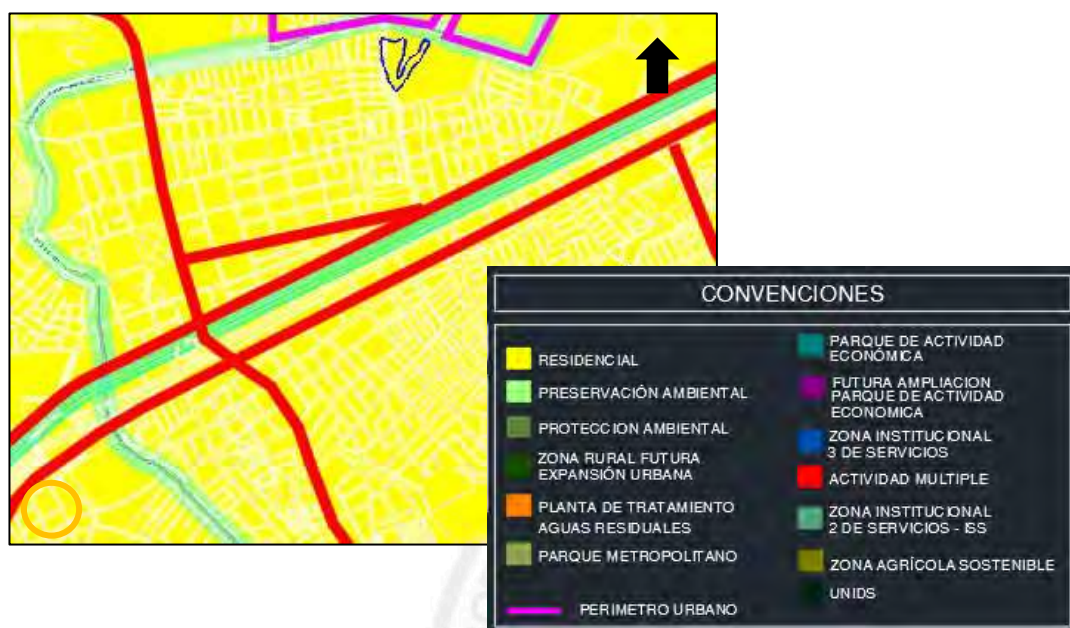 CONVENCIONES
RESIDENCIAL
PRESERVACIÓN AMBIENTAL
PROTECCION AMBIENTAL
ZONA RURAL FUTURA
EXPANSIÓN URBANA
PLANTA DE TRATAMIENTO
AGUAS RESIDUALES
PARQUE METROPOLITANO
PERIMETRO URBANO
PARQUE DE ACTIVIDAD
ECONÓMICA
FUTURA AMPLIACION
PARQUE DE ACTIVIDAD
ECONOMICA
ZONA INSTITUCIONAL
3 DE SERVICIOS
ACTIVIDAD MULTIPLE
ZONA INSTITUCIONAL
2 DE SERVICIOS - ISS
ZONA AGRÍCOLA SOSTENIBLE
UNIDS